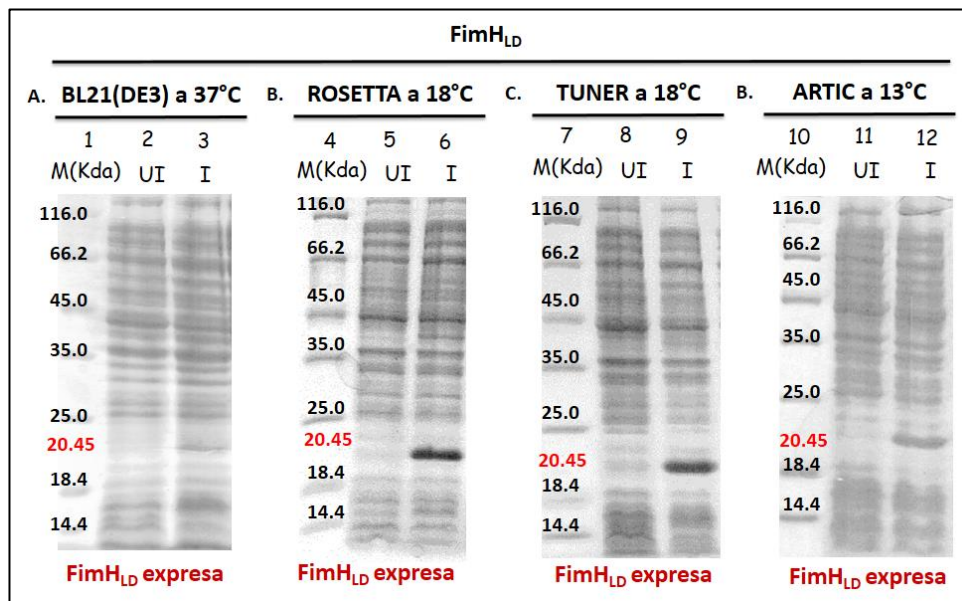 FimHLD
A. BL21(DE3) a 37°C
1 2 3
M(Kda) UI I
116.0
66.2
45.0
35.0
25.0
20.45
18.4
14.4
FimHLD expresa
B. ROSETTA a 18°C
4 5 6
M(Kda) UI I
116.0
66.2
45.0
35.0
25.0
20.45
18.4
14.4
FimHLD expresa
C. TUNER a 18°C
7 8 9
M(Kda) UI I
116.0
66.2
45.0
35.0
25.0
20.45
18.4
14.4
FimHLD expresa
B. ARTIC a 13°C
10 11 12
M(Kda) UI I
116.0
66.2
45.0
35.0
25.0
20.45
18.4
14.4
FimHLD expresa